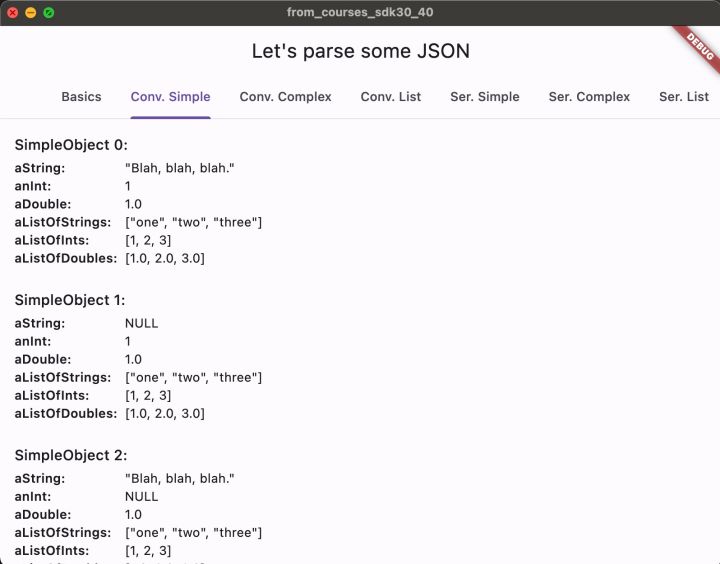 from_courses_sdk30_40
DEBUG
Let's parse some JSON
Basics Conv. Simple Conv. Complex Conv. List Ser. Simple Ser. Complex Ser. List
SimpleObject 0:
aString: "Blah, blah, blah."
anInt: 1
aDouble: 1.0
aListOfStrings: ["one", "two", "three"]
aListOfInts: [1, 2, 3]
aListOfDoubles: [1.0, 2.0, 3.0]
SimpleObject 1:
aString: NULL
anInt: 1
aDouble: 1.0
aListOfStrings: ["one", "two", "three"]
aListOfInts: [1, 2, 3]
aListOfDoubles: [1.0, 2.0, 3.0]
SimpleObject 2:
aString: "Blah, blah, blah."
anInt: NULL
aDouble: 1.0
aListOfStrings: ["one", "two", "three"]
aListOfInts: [1, 2, 3]